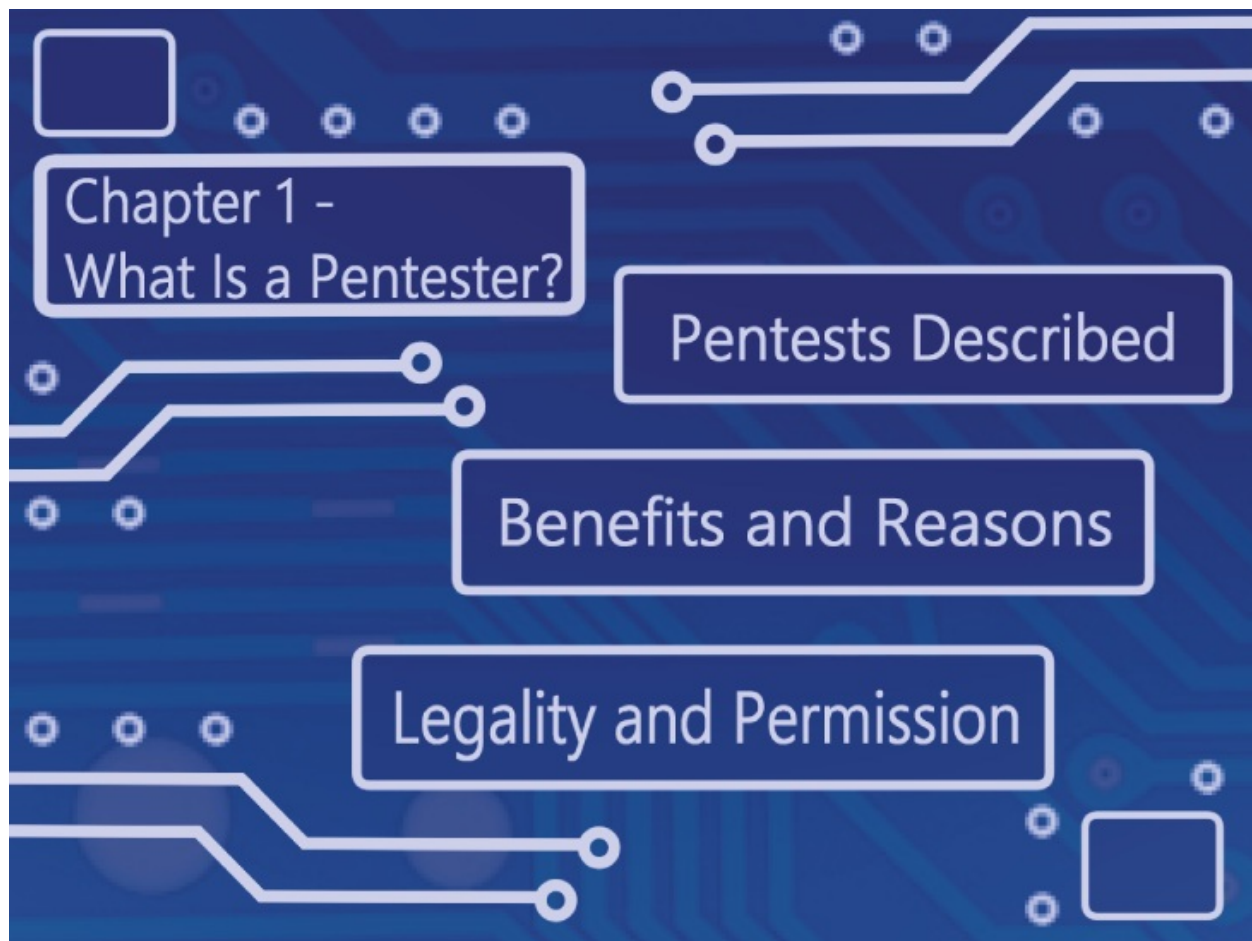 Chapter 1 -
What Is a Pentester?
Pentests Described
Benefits and Reasons
Legality and Permission